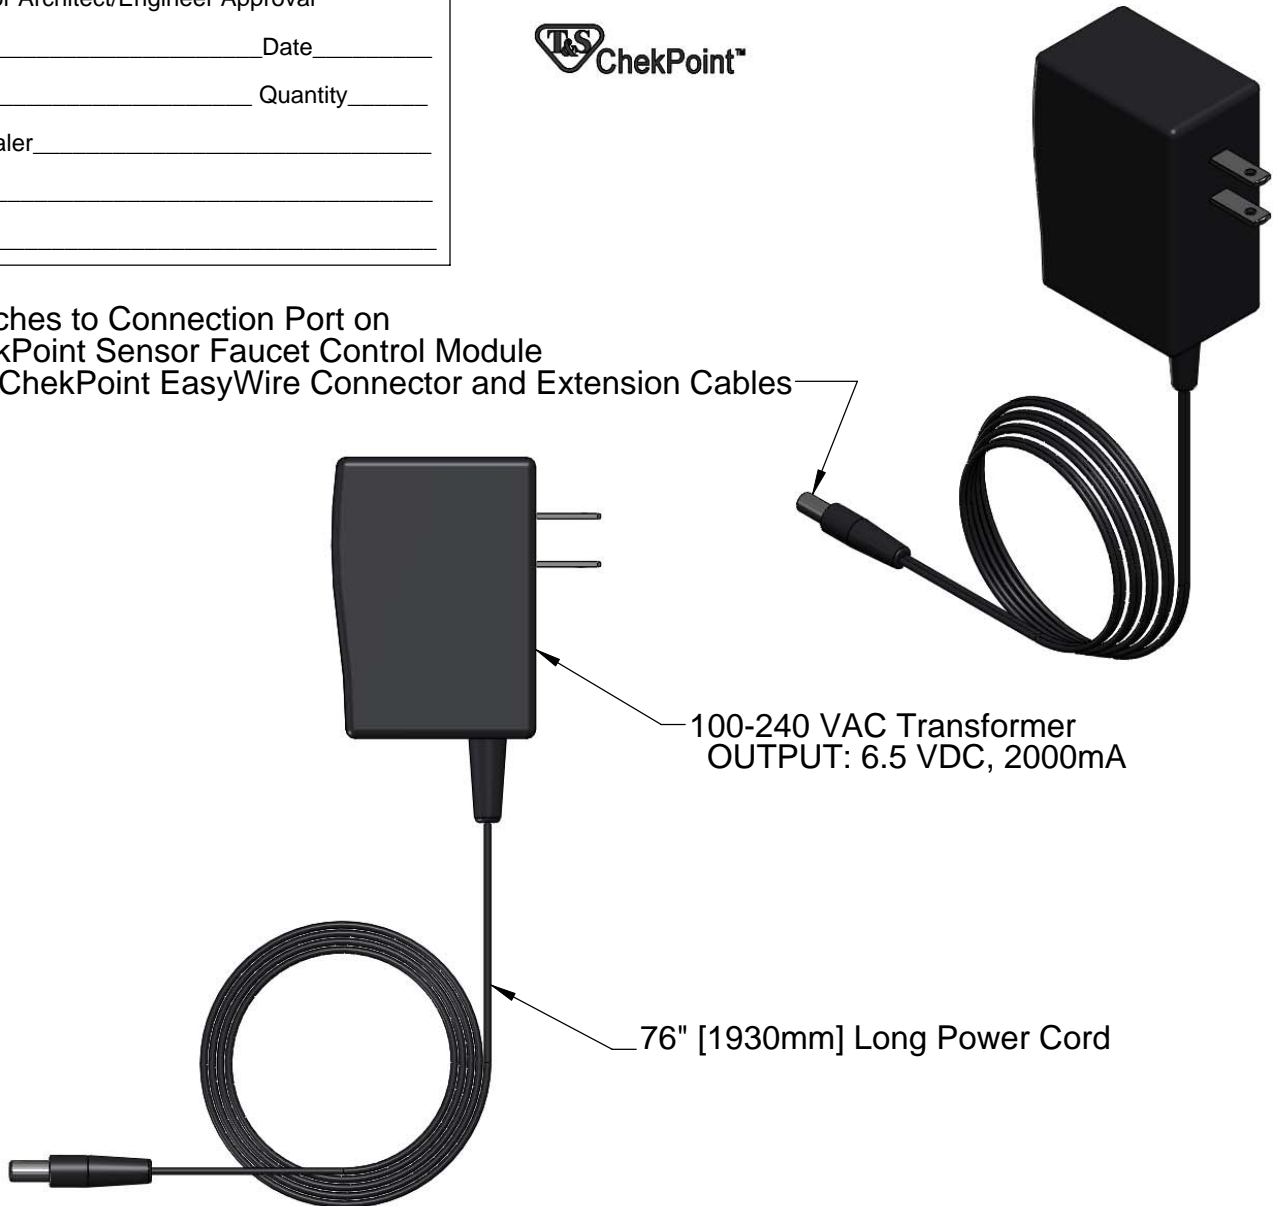 or Architect/Engineer Approval
Date
Quantity
aler
T&S ChekPoint™
ches to Connection Port on
kPoint Sensor Faucet Control Module
ChekPoint EasyWire Connector and Extension Cables
100-240 VAC Transformer
OUTPUT: 6.5 VDC, 2000mA
76" [1930mm] Long Power Cord